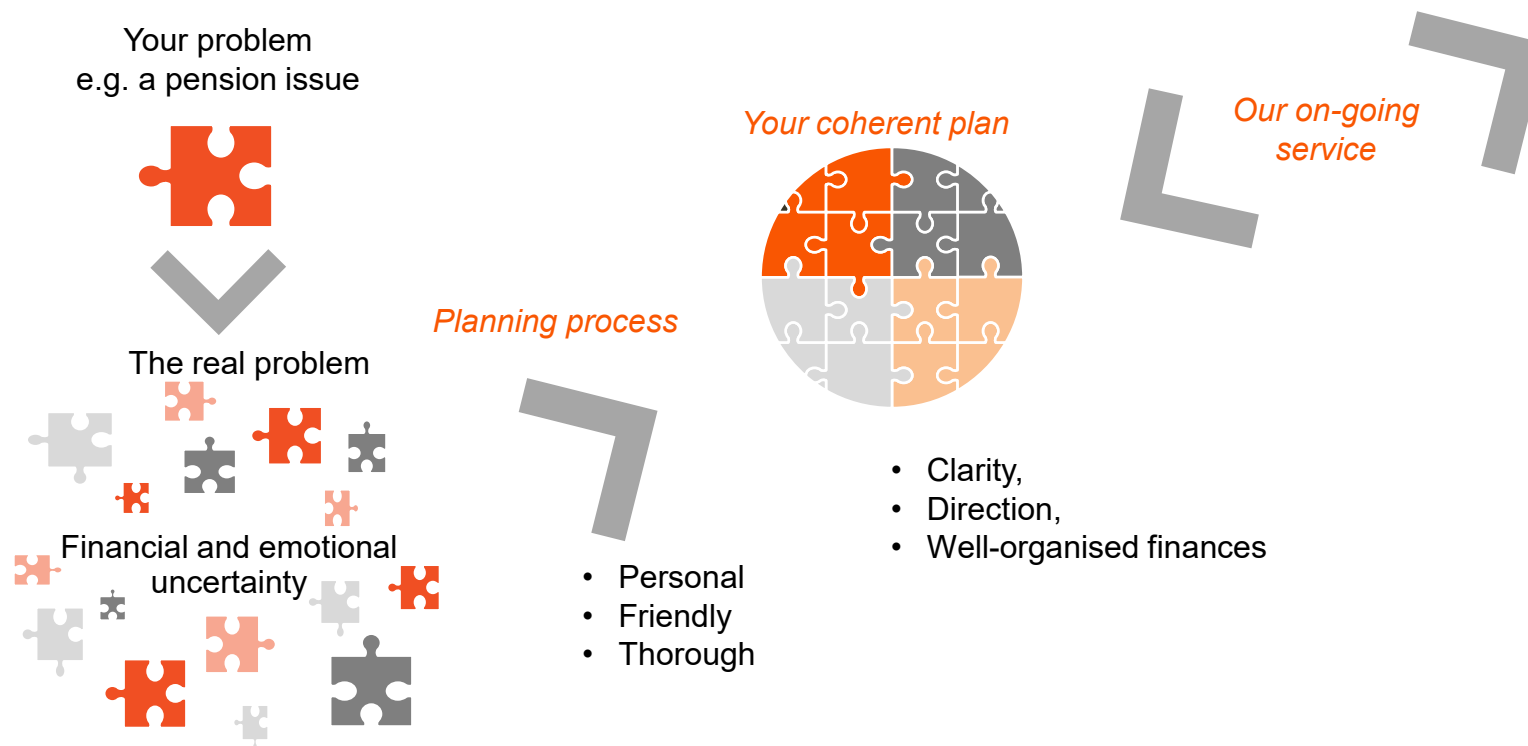 Your problem
e.g. a pension issue
The real problem
Financial and emotional
uncertainty
Planning process
• Personal
• Friendly
• Thorough
Your coherent plan
• Clarity,
• Direction,
• Well-organised finances
Our on-going
service